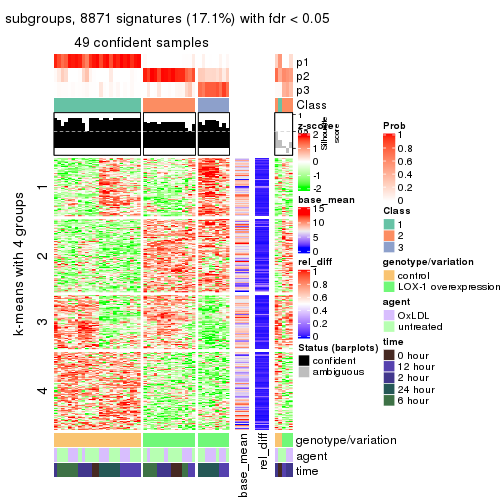 subgroups, 8871 signatures (17.1%) with fdr < 0.05
49 confident samples
p1
p2
p3
Class
1
0.5
0
Silhouette
score
k-means with 4 groups
1
2
3
4
z-score
2
1
0
-1
-2
base_mean
15
10
5
0
rel_diff
1
0.8
0.6
0.4
0.2
0
Status (barplots)
confident
ambiguous
Prob
1
0.8
0.6
0.4
0.2
0
Class
1
2
3
genotype/variation
control
LOX-1 overexpression
agent
OxLDL
untreated
time
0 hour
12 hour
2 hour
24 hour
6 hour
genotype/variation
agent
time
base_mean
rel_diff